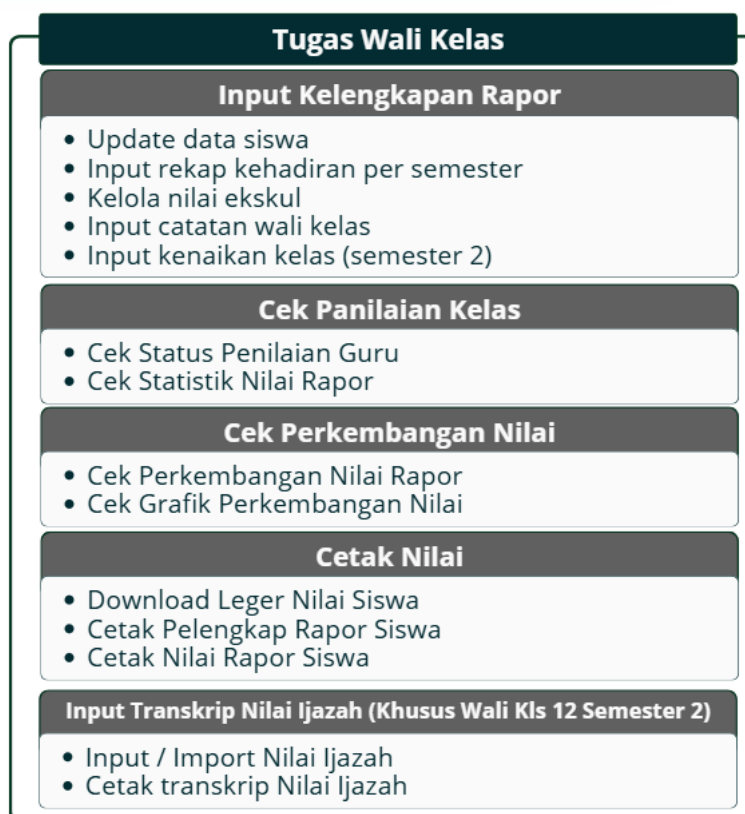 Tugas Wali Kelas
Input Kelengkapan Rapor
• Update data siswa
• Input rekap kehadiran per semester
• Kelola nilai ekskul
• Input catatan wali kelas
• Input kenaikan kelas (semester 2)
Cek Panilaian Kelas
• Cek Status Penilaian Guru
• Cek Statistik Nilai Rapor
Cek Perkembangan Nilai
• Cek Perkembangan Nilai Rapor
• Cek Grafik Perkembangan Nilai
Cetak Nilai
• Download Leger Nilai Siswa
• Cetak Pelengkap Rapor Siswa
• Cetak Nilai Rapor Siswa
Input Transkrip Nilai Ijazah (Khusus Wali Kls 12 Semester 2)
• Input / Import Nilai Ijazah
• Cetak transkrip Nilai Ijazah